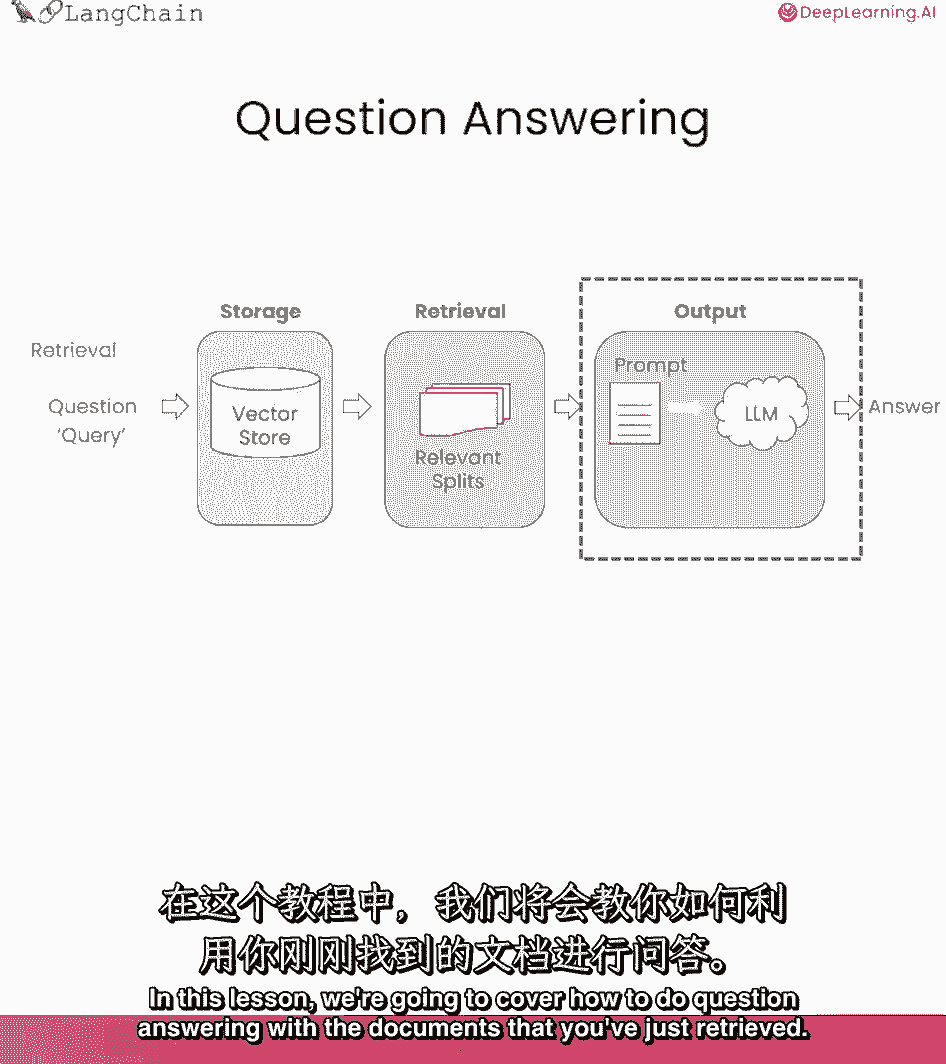 LangChain
DeepLearning.AI
Question Answering
Storage
Retrieval
Output
Retrieval
Prompt
Question
'Query'
Vector
Store
Relevant
Splits
LLM
Answer
在这个教程中，我们将会教你如何利
用你刚刚找到的文档进行问答。
In this lesson, we're going to cover how to do question
answering with the documents that you've just retrieved.